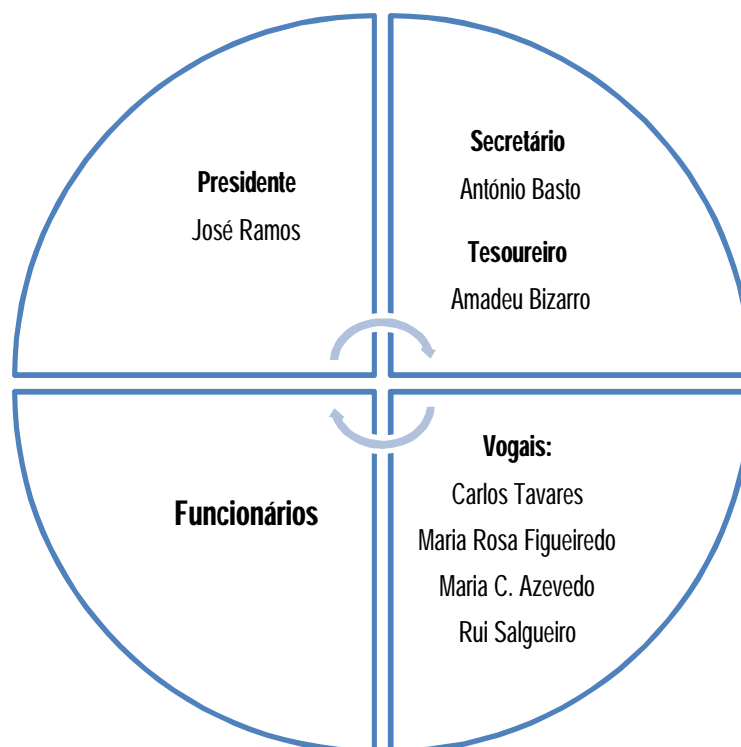 Presidente
José Ramos
Secretário
António Basto
Tesoureiro
Amadeu Bizarro
Funcionários
Vogais:
Carlos Tavares
Maria Rosa Figueiredo
Maria C. Azevedo
Rui Salgueiro